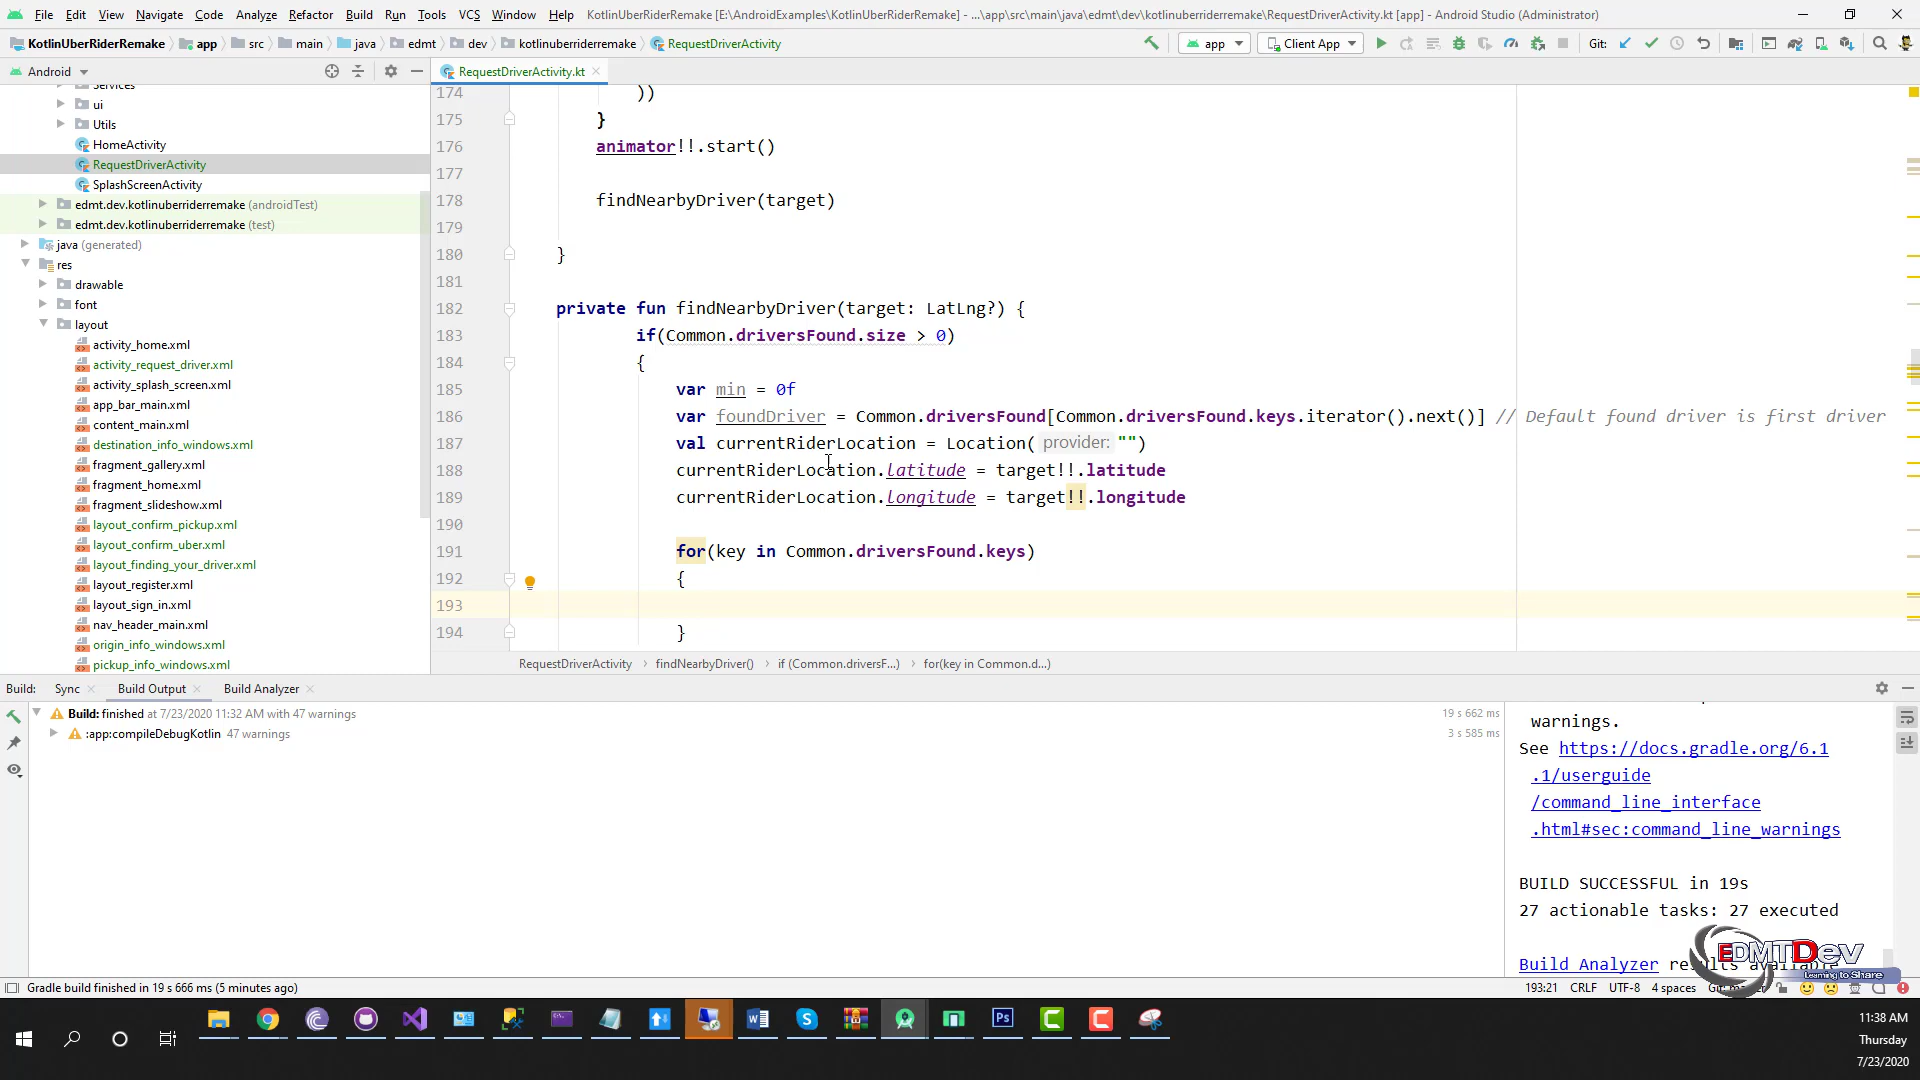 File Edit View Navigate Code Analyze Refactor Build Run Tools VCS Window Help KotlinUberRiderRemake [E:\AndroidExamples\KotlinUberRiderRemake] - ...\app\src\main\java\edmt\dev\kotlinuberriderremake\RequestDriverActivity.kt [app] - Android Studio (Administrator)
KotlinUberRiderRemake app src main java edmt dev kotlinuberriderremake RequestDriverActivity app Client App Git:
Android RequestDriverActivity.kt
Services
ui
Utils
HomeActivity
RequestDriverActivity
SplashScreenActivity
edmt.dev.kotlinuberriderremake (androidTest)
edmt.dev.kotlinuberriderremake (test)
java (generated)
res
drawable
font
layout
activity_home.xml
activity_request_driver.xml
activity_splash_screen.xml
app_bar_main.xml
content_main.xml
destination_info_windows.xml
fragment_gallery.xml
fragment_home.xml
fragment_slideshow.xml
layout_confirm_pickup.xml
layout_confirm_uber.xml
layout_finding_your_driver.xml
layout_register.xml
layout_sign_in.xml
nav_header_main.xml
origin_info_windows.xml
pickup_info_windows.xml
174 ))
175 }
176 animator!!.start()
177
178 findNearbyDriver(target)
179
180 }
181
182 private fun findNearbyDriver(target: LatLng?) {
183 if(Common.driversFound.size > 0)
184 {
185 var min = 0f
186 var foundDriver = Common.driversFound[Common.driversFound.keys.iterator().next()] // Default found driver is first driver
187 val currentRiderLocation = Location( provider: "")
188 currentRiderLocation.latitude = target!!.latitude
189 currentRiderLocation.longitude = target!!.longitude
190
191 for(key in Common.driversFound.keys)
192 {
193
194 }
RequestDriverActivity › findNearbyDriver() › if (Common.driversF...) › for(key in Common.d...)
Build: Sync Build Output Build Analyzer
Build: finished at 7/23/2020 11:32 AM with 47 warnings 19 s 662 ms
:app:compileDebugKotlin 47 warnings 3 s 585 ms
warnings.
See https://docs.gradle.org/6.1
.1/userguide
/command_line_interface
.html#sec:command_line_warnings
BUILD SUCCESSFUL in 19s
27 actionable tasks: 27 executed
Build Analyzer results available
EDMTDev
Learning to Share
Gradle build finished in 19 s 666 ms (5 minutes ago) 193:21 CRLF UTF-8 4 spaces
11:38 AM
Thursday
7/23/2020